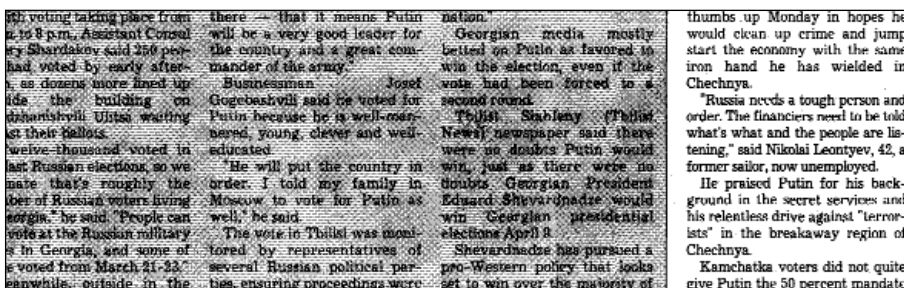 ith voting taking place from
to 8 p.m., Assistant Consul
ry Shardakov said 250 peo-
had voted by early after-
, as dozens more lined up
ide the building on
Ulitsa waiting
st their ballots.
welve-thousand voted in
last Russian elections, so we
mate that's roughly the
ber of Russian voters living
eorgia," he said. "People can
vote at the Russian military
s in Georgia, and some of
e voted from March 21-23."
eanwhile, outside in the
there — that it means Putin
will be a very good leader for
the country and a great com-
mander of the army."
Businessman Josef
Gogebashvili said he voted for
Putin because he is well-man-
nered, young, clever and well-
educated.
"He will put the country in
order. I told my family in
Moscow to vote for Putin as
well," he said.
The vote in Tbilisi was moni-
tored by representatives of
several Russian political par-
ties, ensuring proceedings were
nation."
Georgian media mostly
betted on Putin as favored to
win the election, even if the
vote had been forced to a
second round.
Tbilisi (Tbilisi
News) newspaper said there
were no doubts Putin would
win, just as there were no
doubts Georgian President
Eduard Shevardnadze would
win Georgian presidential
elections April 9.
Shevardnadze has pursued a
pro-Western policy that looks
set to win over the majority of
thumbs up Monday in hopes he
would clean up crime and jump
start the economy with the same
iron hand he has wielded in
Chechnya.
"Russia needs a tough person and
order. The financiers need to be told
what's what and the people are lis-
tening," said Nikolai Leontyev, 42, a
former sailor, now unemployed.
He praised Putin for his back-
ground in the secret services and
his relentless drive against "terror-
ists" in the breakaway region of
Chechnya.
Kamchatka voters did not quite
give Putin the 50 percent mandate